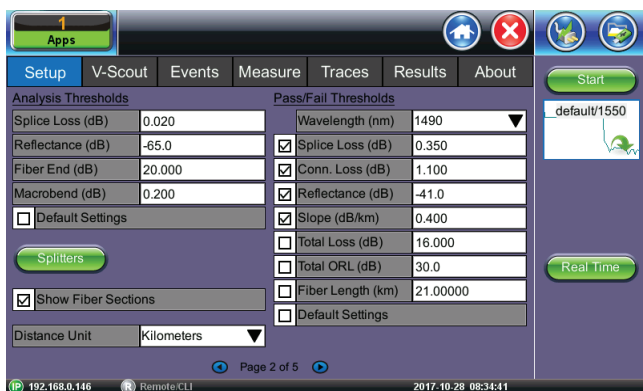 1
Apps
Setup V-Scout Events Measure Traces Results About
Start
Analysis Thresholds
Pass/Fail Thresholds
default/1550
Splice Loss (dB) 0.020
Wavelength (nm) 1490
Reflectance (dB) -65.0
Splice Loss (dB) 0.350
Fiber End (dB) 20.000
Conn. Loss (dB) 1.100
Macrobend (dB) 0.200
Reflectance (dB) -41.0
Default Settings
Slope (dB/km) 0.400
Total Loss (dB) 16.000
Splitters
Total ORL (dB) 30.0
Real Time
Show Fiber Sections
Fiber Length (km) 21.00000
Default Settings
Distance Unit Kilometers
Page 2 of 5
IP 192.168.0.146 R Remote/CLI 2017-10-28 08:34:41